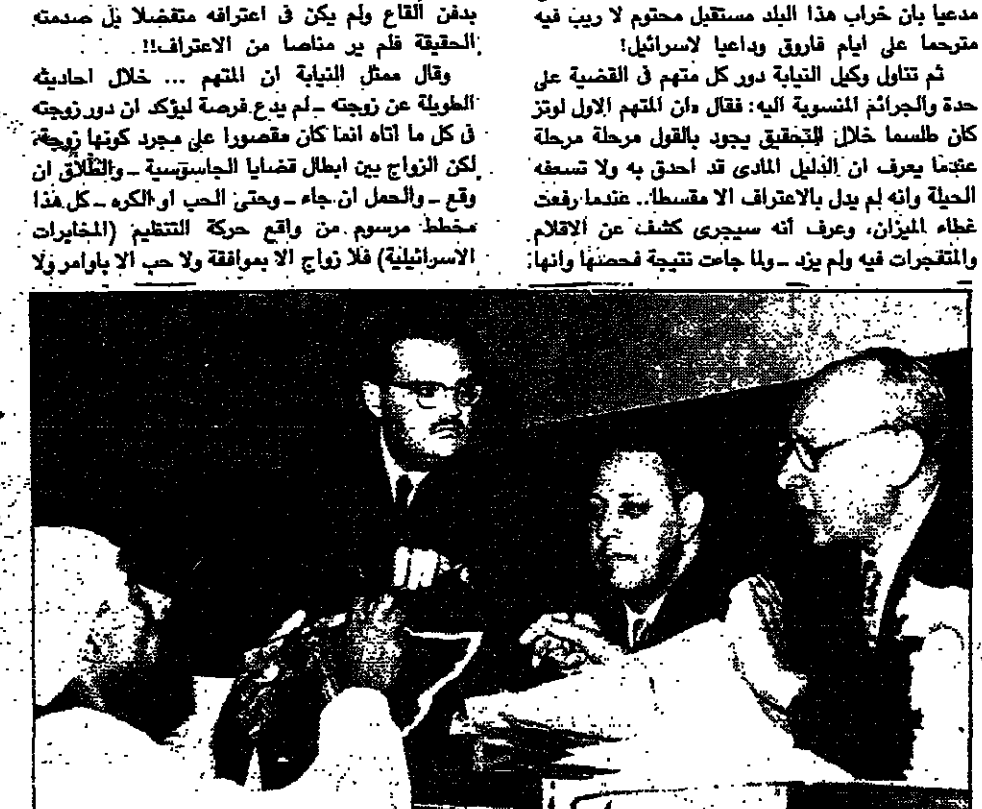 مدعيا بان خراب هذا البلد مستقبل محتوم لا ريب فيه
مترحما على ايام فاروق وداعيا لاسرائيل!
ثم تناول وكيل النيابة دور كل متهم فى القضية على
حدة والجرائم المنسوبة اليه: فقال «ان المتهم الاول لوتز
كان طلسما خلال التحقيق يجود بالقول مرحلة مرحلة
عندما يعرف ان الدليل المادى قد احدق به ولا تسعفه
الحيلة وانه لم يدل بالاعتراف الا مقسطا.. عندما رفعت
غطاء الميزان، وعرف أنه سيجرى كشف عن الاقلام
والمتفجرات فيه ولم يزد ـ ولما جاءت نتيجة فحصها وانها
بدفن القاع ولم يكن فى اعترافه متفضلا بل صدمته
الحقيقة فلم ير مناصا من الاعتراف!!
وقال ممثل النيابة ان المتهم ... خلال احاديثه
الطويلة عن زوجته ـ لم يدع فرصة ليؤكد ان دور زوجته
فى كل ما اتاه انما كان مقصورا على مجرد كونها زوجة،
لكن الزواج بين ابطال قضايا الجاسوسية ـ والطلاق ان
وقع ـ والحمل ان جاء ـ وحتى الحب او الكره ـ كل هذا
مخطط مرسوم من واقع حركة التنظيم (المخابرات
الاسرائيلية) فلا زواج الا بموافقة ولا حب الا باوامر ولا